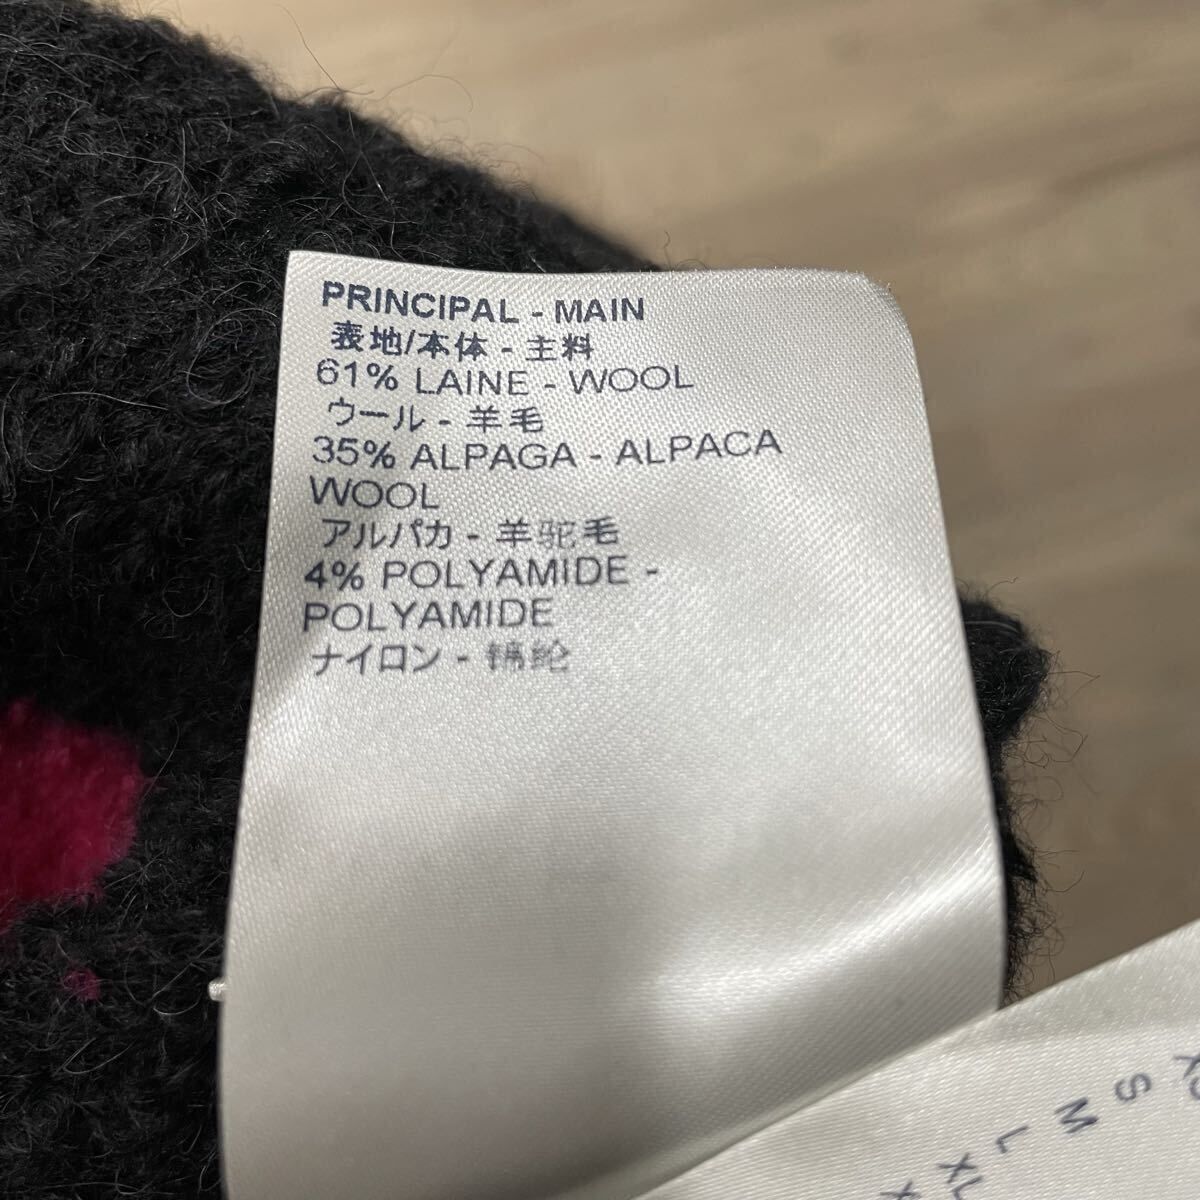 PRINCIPAL - MAIN
表地/本体 - 主料
61% LAINE - WOOL
ウール - 羊毛
35% ALPAGA - ALPACA
WOOL
アルパカ - 羊驼毛
4% POLYAMIDE -
POLYAMIDE
ナイロン - 锦纶
S
M
L
XL